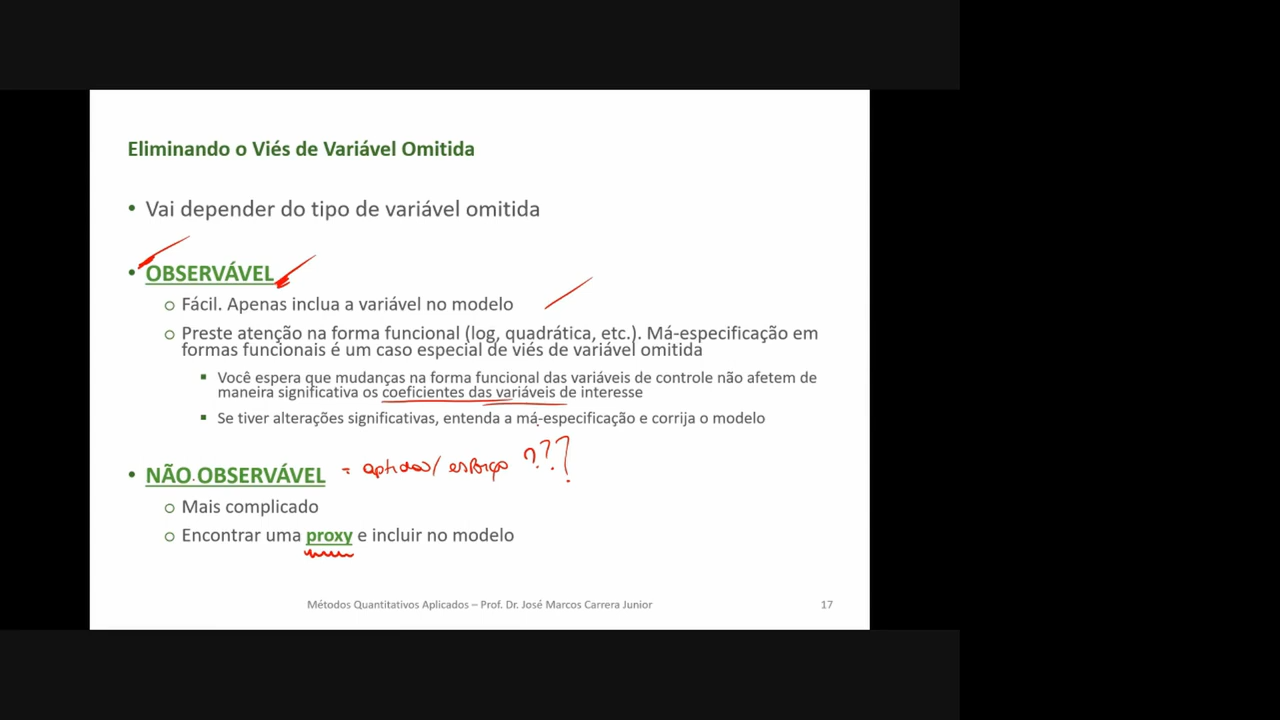 Eliminando o Viés de Variável Omitida
• Vai depender do tipo de variável omitida
• OBSERVÁVEL
Fácil. Apenas inclua a variável no modelo
Preste atenção na forma funcional (log, quadrática, etc.). Má-especificação em
formas funcionais é um caso especial de viés de variável omitida
▪ Você espera que mudanças na forma funcional das variáveis de controle não afetem de
maneira significativa os coeficientes das variáveis de interesse
▪ Se tiver alterações significativas, entenda a má-especificação e corrija o modelo
• NÃO OBSERVÁVEL = / esforço ???
Mais complicado
Encontrar uma proxy e incluir no modelo
Métodos Quantitativos Aplicados – Prof. Dr. José Marcos Carrera Junior 17